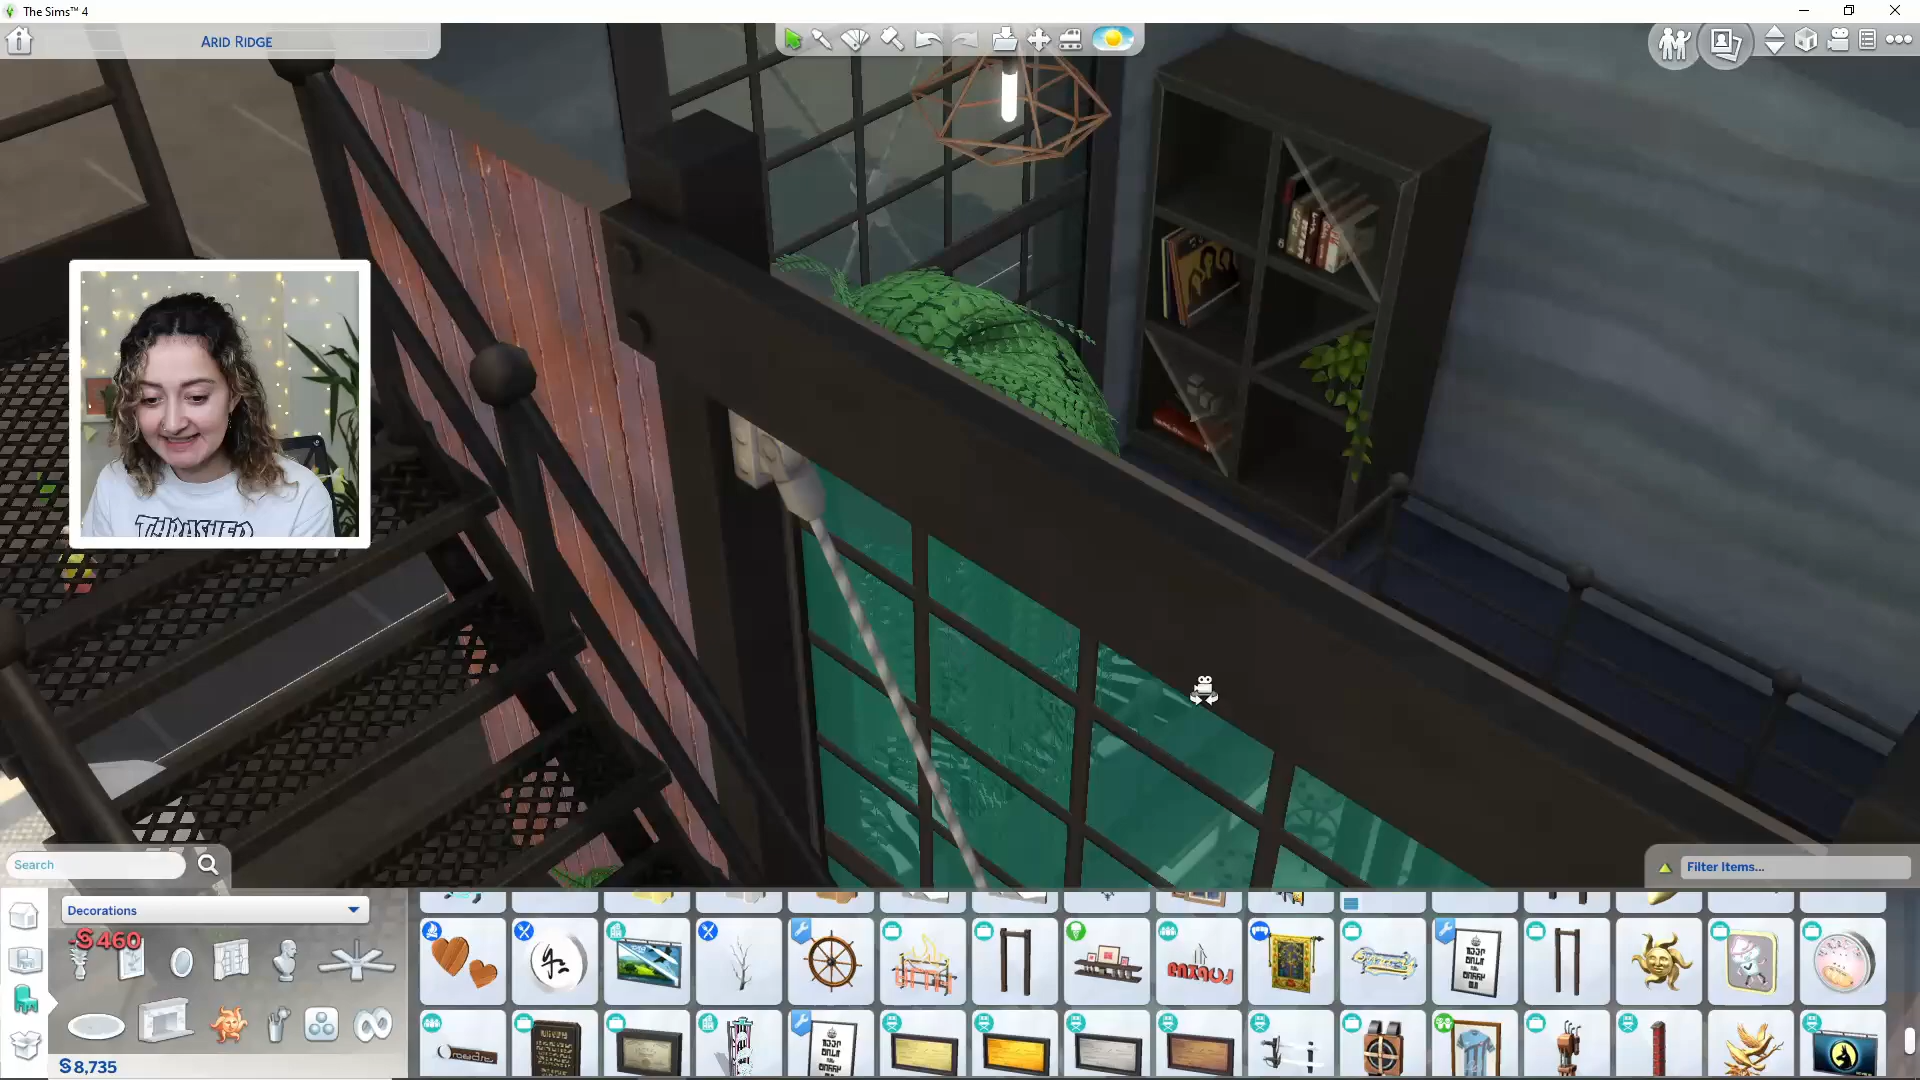 The Sims™ 4
ARID RIDGE
THRASHER
Search
Filter Items...
Decorations
-§460
§8,735